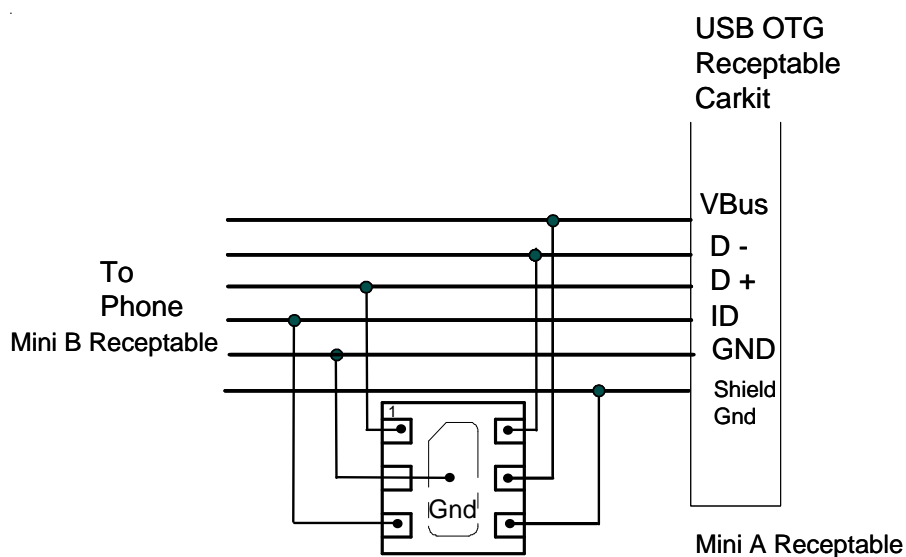 USB OTG
Receptable
Carkit
VBus
D -
D +
ID
GND
Shield
Gnd
To
Phone
Mini B Receptable
1
Gnd
Mini A Receptable